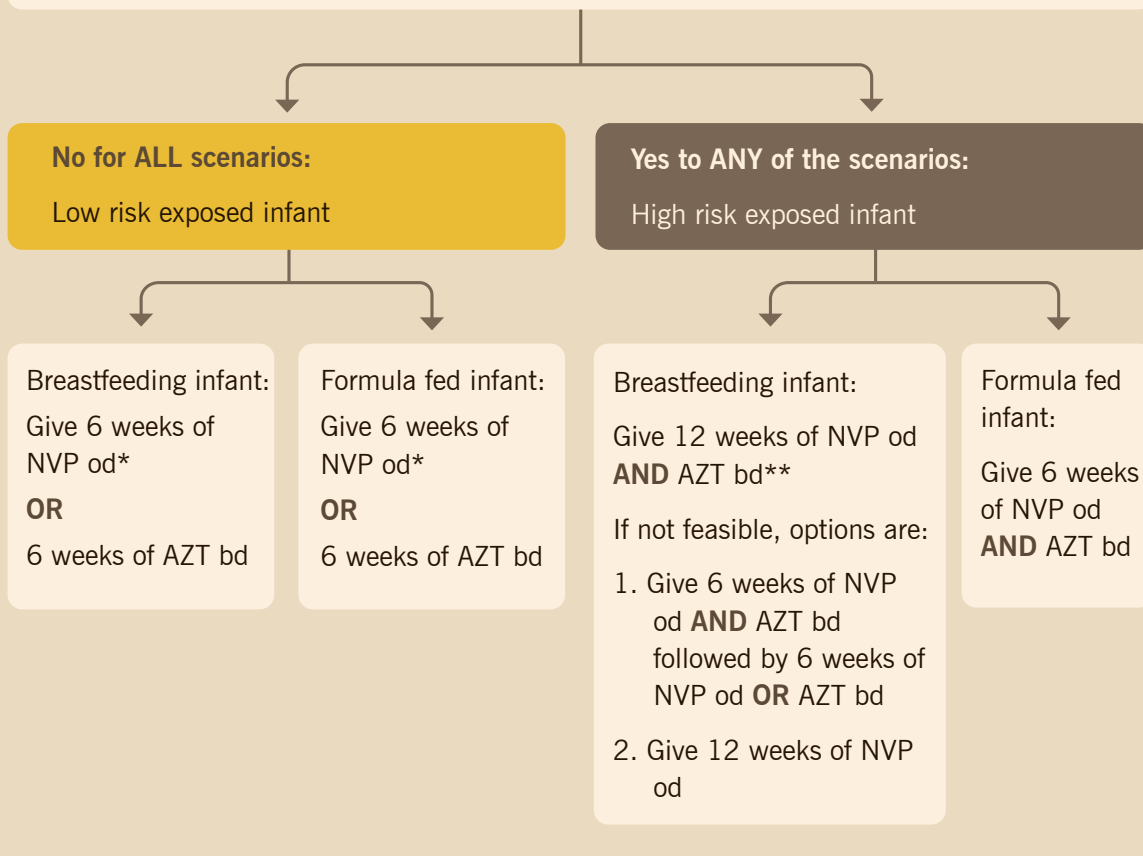 No for ALL scenarios:
Low risk exposed infant
Yes to ANY of the scenarios:
High risk exposed infant
Breastfeeding infant:
Give 6 weeks of
NVP od*
OR
6 weeks of AZT bd
Formula fed infant:
Give 6 weeks of
NVP od*
OR
6 weeks of AZT bd
Breastfeeding infant:
Give 12 weeks of NVP od
AND AZT bd**
If not feasible, options are:
1. Give 6 weeks of NVP
od AND AZT bd
followed by 6 weeks of
NVP od OR AZT bd
2. Give 12 weeks of NVP
od
Formula fed
infant:
Give 6 weeks
of NVP od
AND AZT bd